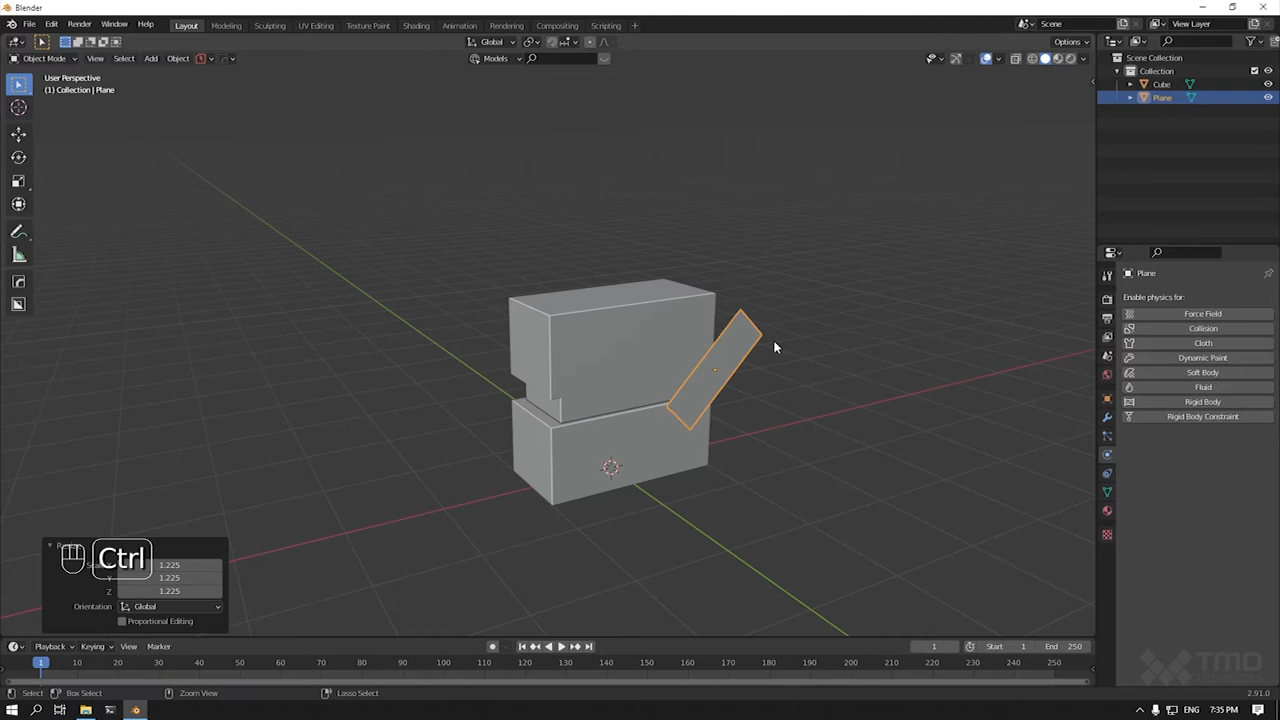 Blender
File Edit Render Window Help Layout Modeling Sculpting UV Editing Texture Paint Shading Animation Rendering Compositing Scripting + Scene View Layer
Global Options
Object Mode View Select Add Object Models
User Perspective
(1) Collection | Plane
Scene Collection
Collection
Cube
Plane
Plane
Enable physics for:
Force Field
Collision
Cloth
Dynamic Paint
Soft Body
Fluid
Rigid Body
Rigid Body Constraint
Ctrl
1.225
Y 1.225
Z 1.225
Orientation Global
Proportional Editing
Playback Keying View Marker 1 Start 1 End 250
1 10 20 30 40 50 60 70 80 90 100 110 120 130 140 150 160 170 180 190 200 210 220 230 240 250
TMD
Select Box Select Zoom View Lasso Select 2.91.0
ENG 7:35 PM